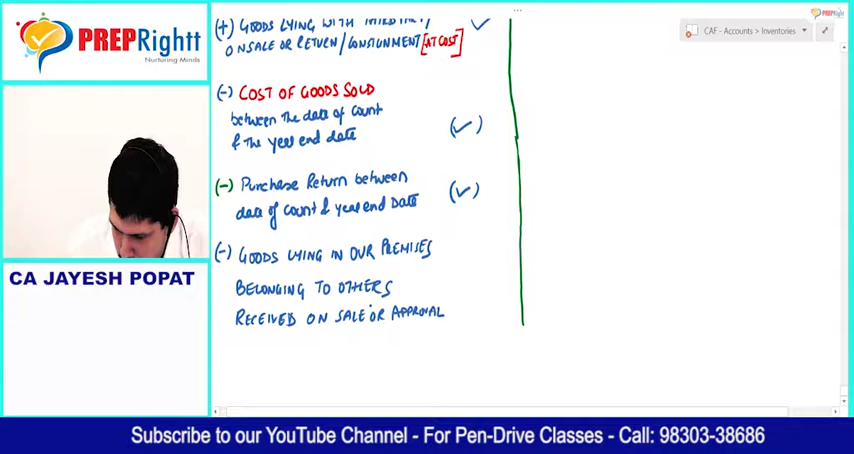 PREPRightt
Nurturing Minds
CA JAYESH POPAT
(+) GOODS LYING WITH THIRD PARTY/
ON SALE OR RETURN/CONSIGNMENT [AT COST]
(-) COST OF GOODS SOLD
between the date of count
& the year end date
(-) Purchase Return between
date of count & year end Date
(-) GOODS LYING IN OUR PREMISES
BELONGING TO OTHERS
RECEIVED ON SALE OR APPROVAL
CAF - Accounts > Inventories
PREPRightt
Subscribe to our YouTube Channel - For Pen-Drive Classes - Call: 98303-38686